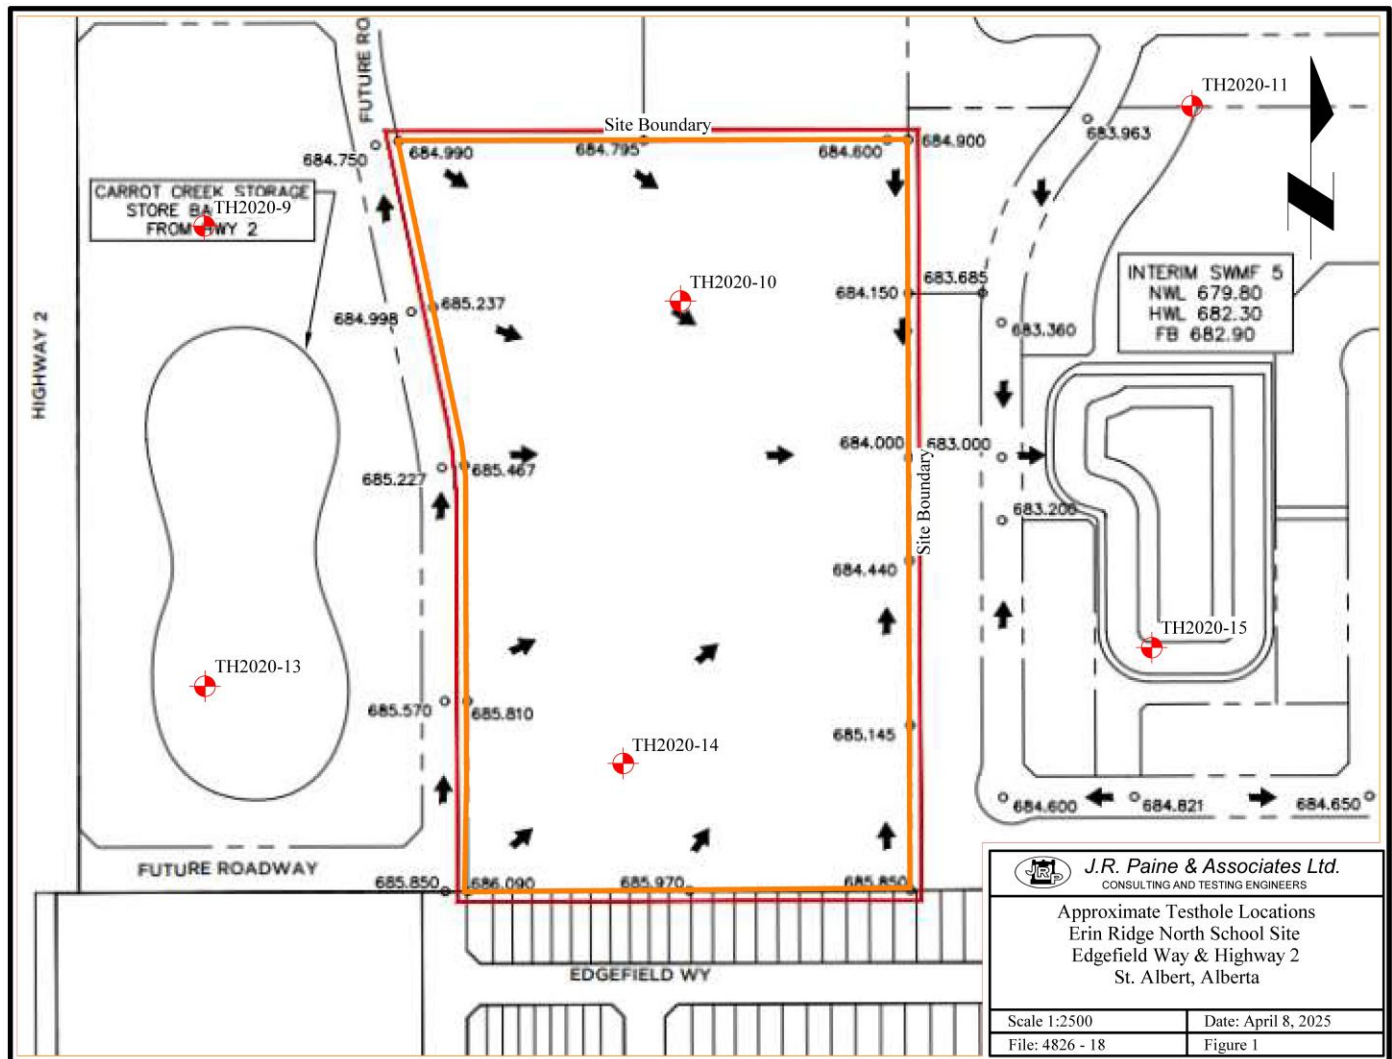 FUTURE RO
Site Boundary
TH2020-11
683.963
684.750
684.990
684.795
684.600
684.900
CARROT CREEK STORAGE
STORE BA
FROM WY 2
TH2020-9
TH2020-10
685.237
684.998
684.150
683.685
683.360
INTERIM SWMF 5
NWL 679.80
HWL 682.30
FB 682.90
HIGHWAY 2
684.000
683.000
685.467
685.227
Site Boundary
683.200
684.440
TH2020-15
TH2020-13
685.570
685.810
TH2020-14
685.145
684.600
684.821
684.650
FUTURE ROADWAY
685.850
686.090
685.970
685.850
EDGEFIELD WY
JRP
J.R. Paine & Associates Ltd.
CONSULTING AND TESTING ENGINEERS
Approximate Testhole Locations
Erin Ridge North School Site
Edgefield Way & Highway 2
St. Albert, Alberta
Scale 1:2500
Date: April 8, 2025
File: 4826 - 18
Figure 1